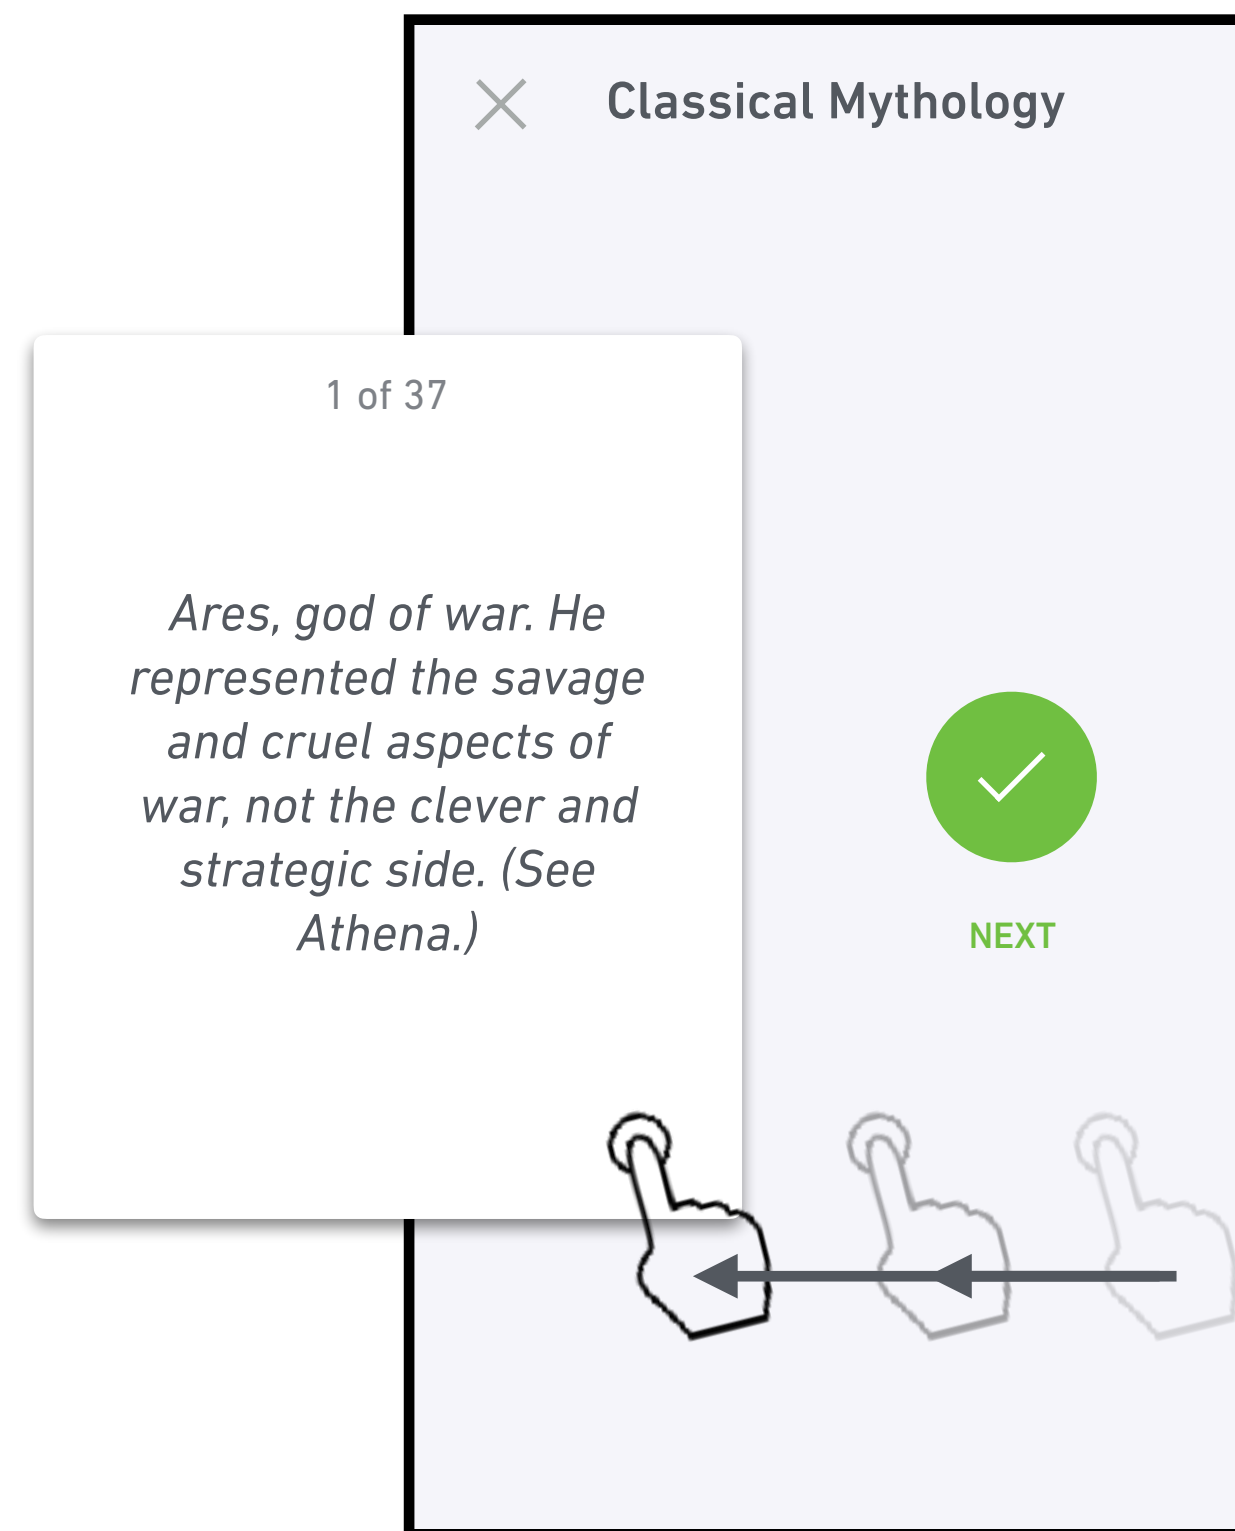 Classical Mythology
1 of 37
Ares, god of war. He
represented the savage
and cruel aspects of
war, not the clever and
strategic side. (See
Athena.)
NEXT